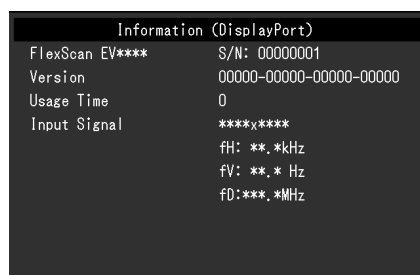 Information (DisplayPort)
FlexScan EV**** S/N: 00000001
Version 00000-00000-00000-00000
Usage Time 0
Input Signal ****x****
fH: **.*kHz
fV: **.* Hz
fD:***.*MHz